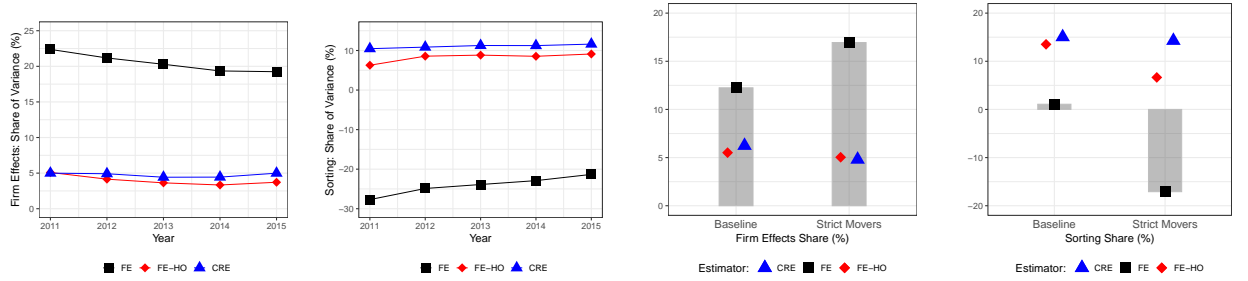 Firm Effects: Share of Variance (%)
25
20
15
10
5
0
2011 2012 2013 2014 2015
Year
FE FE−HO CRE
Sorting: Share of Variance (%)
20
10
0
−10
−20
−30
2011 2012 2013 2014 2015
Year
FE FE−HO CRE
20
15
10
5
0
Baseline Strict Movers
Firm Effects Share (%)
Estimator: CRE FE FE−HO
20
10
0
−10
−20
Baseline Strict Movers
Sorting Share (%)
Estimator: CRE FE FE−HO